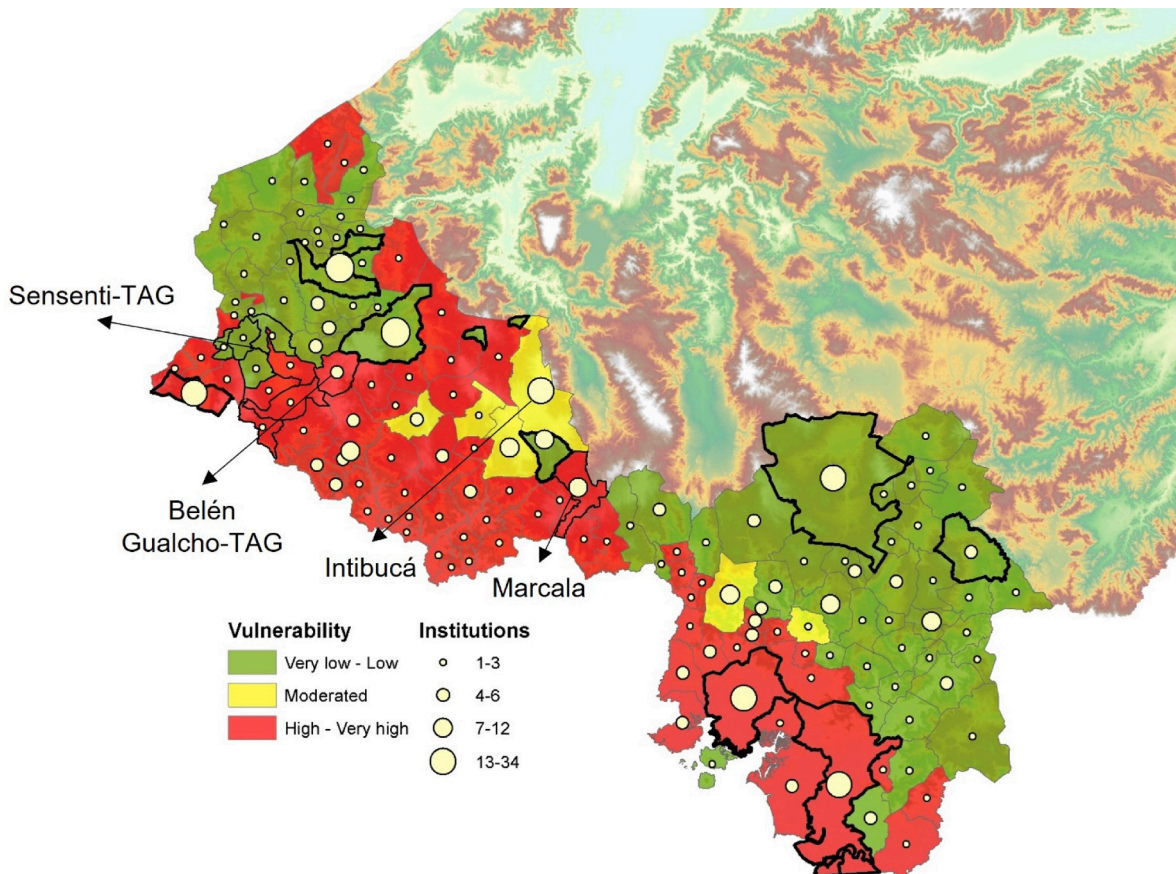 Sensenti-TAG
Belén
Gualcho-TAG
Intibucá
Marcala
Vulnerability
Very low - Low
Moderated
High - Very high
Institutions
1-3
4-6
7-12
13-34